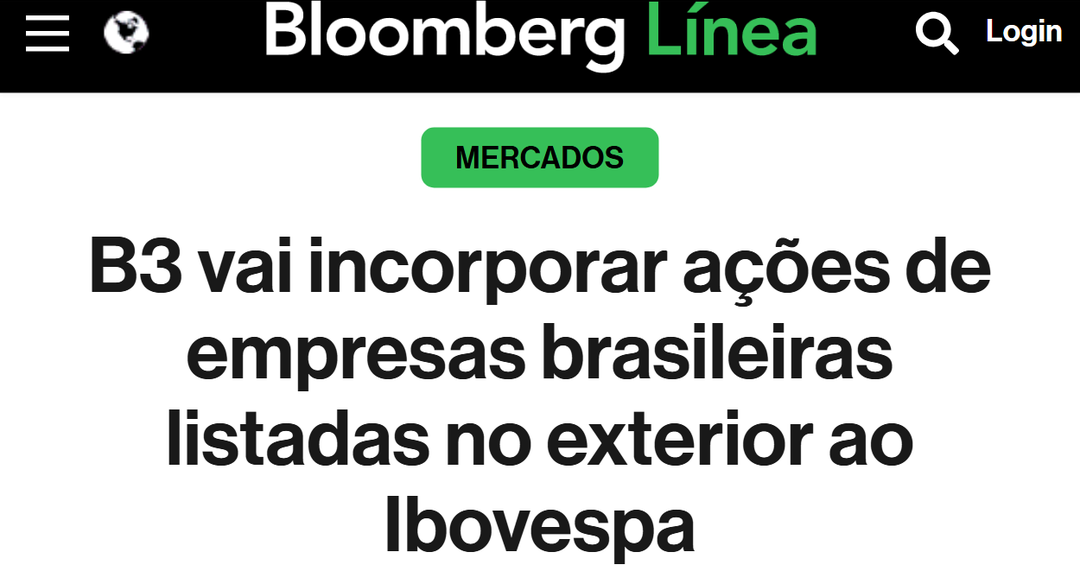 Bloomberg Línea
Login
MERCADOS
B3 vai incorporar ações de
empresas brasileiras
listadas no exterior ao
Ibovespa